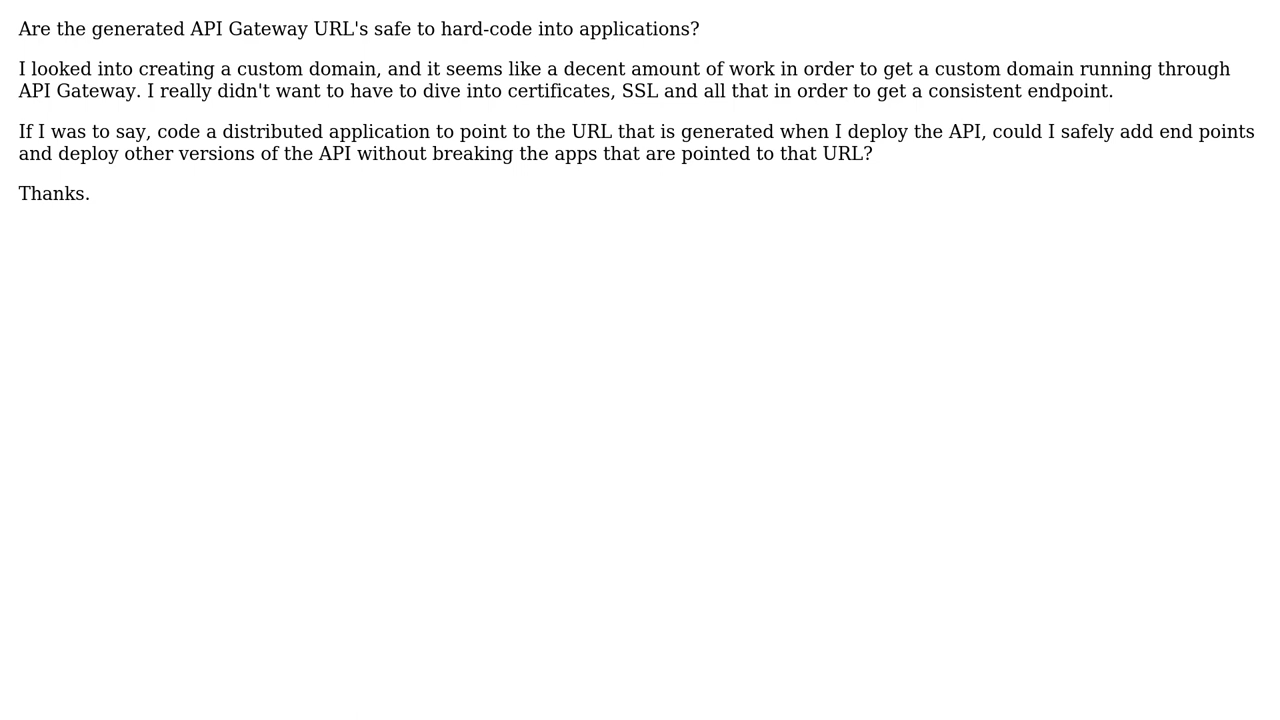 Are the generated API Gateway URL's safe to hard-code into applications?
I looked into creating a custom domain, and it seems like a decent amount of work in order to get a custom domain running through
API Gateway. I really didn't want to have to dive into certificates, SSL and all that in order to get a consistent endpoint.
If I was to say, code a distributed application to point to the URL that is generated when I deploy the API, could I safely add end points
and deploy other versions of the API without breaking the apps that are pointed to that URL?
Thanks.